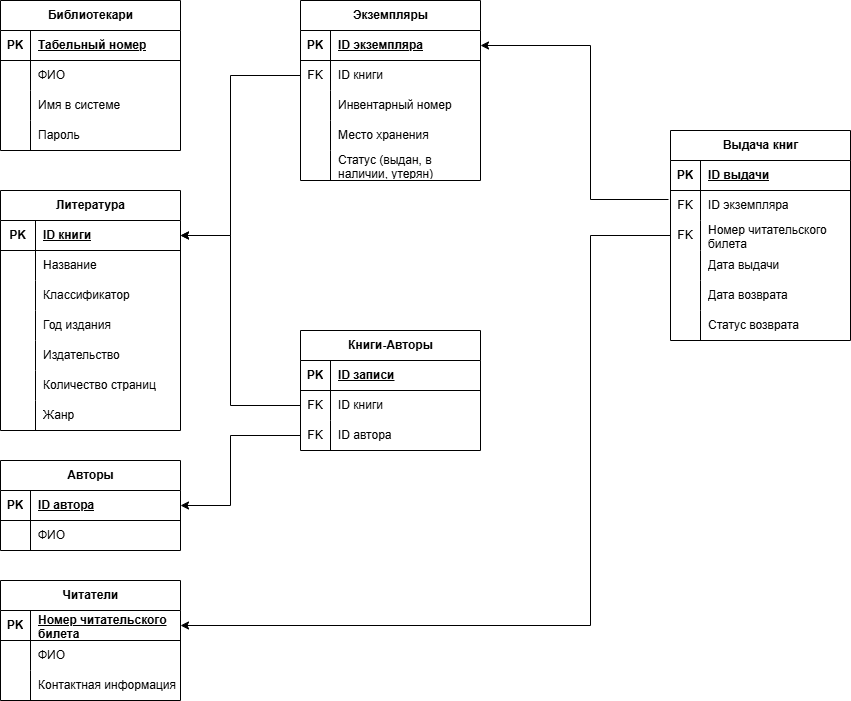 Библиотекари
PK Табельный номер
ФИО
Имя в системе
Пароль
Литература
PK ID книги
Название
Классификатор
Год издания
Издательство
Количество страниц
Жанр
Авторы
PK ID автора
ФИО
Читатели
PK Номер читательского
билета
ФИО
Контактная информация
Экземпляры
PK ID экземпляра
FK ID книги
Инвентарный номер
Место хранения
Статус (выдан, в
наличии, утерян)
Книги-Авторы
PK ID записи
FK ID книги
FK ID автора
Выдача книг
PK ID выдачи
FK ID экземпляра
FK Номер читательского
билета
Дата выдачи
Дата возврата
Статус возврата